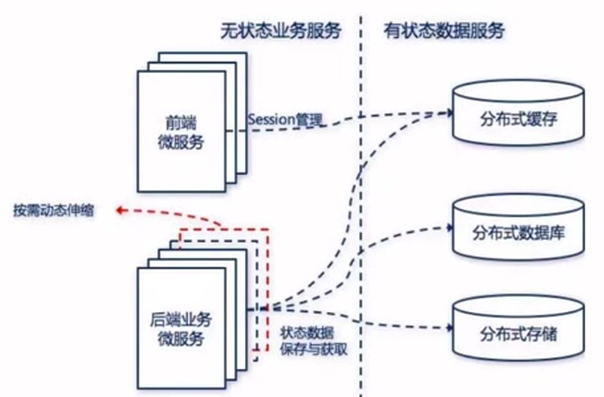 无状态业务服务
有状态数据服务
前端
微服务
Session管理
分布式缓存
按需动态伸缩
分布式数据库
后端业务
微服务
状态数据
保存与获取
分布式存储